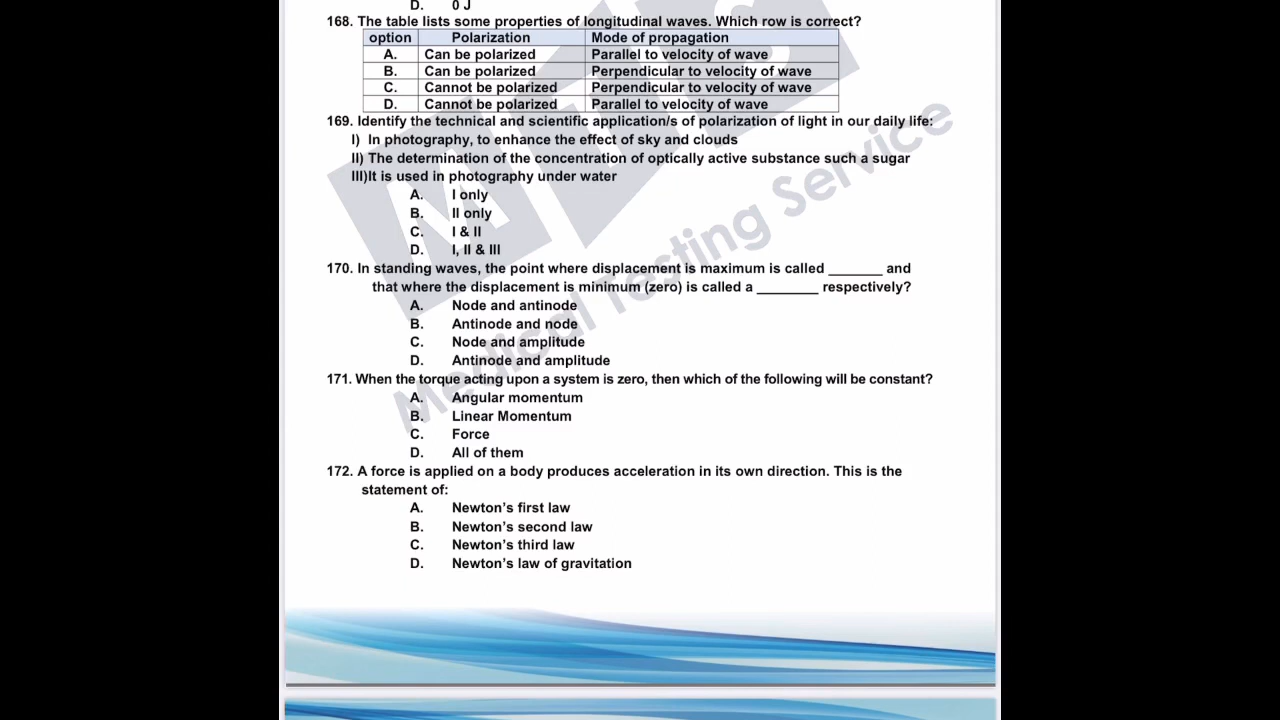 D. 0 J
168. The table lists some properties of longitudinal waves. Which row is correct?
option Polarization Mode of propagation
A. Can be polarized Parallel to velocity of wave
B. Can be polarized Perpendicular to velocity of wave
C. Cannot be polarized Perpendicular to velocity of wave
D. Cannot be polarized Parallel to velocity of wave
169. Identify the technical and scientific application/s of polarization of light in our daily life:
I) In photography, to enhance the effect of sky and clouds
II) The determination of the concentration of optically active substance such a sugar
III)It is used in photography under water
A. I only
B. II only
C. I & II
D. I, II & III
170. In standing waves, the point where displacement is maximum is called _______ and
that where the displacement is minimum (zero) is called a ________ respectively?
A. Node and antinode
B. Antinode and node
C. Node and amplitude
D. Antinode and amplitude
171. When the torque acting upon a system is zero, then which of the following will be constant?
A. Angular momentum
B. Linear Momentum
C. Force
D. All of them
172. A force is applied on a body produces acceleration in its own direction. This is the
statement of:
A. Newton's first law
B. Newton's second law
C. Newton's third law
D. Newton's law of gravitation
Medical Testing Service